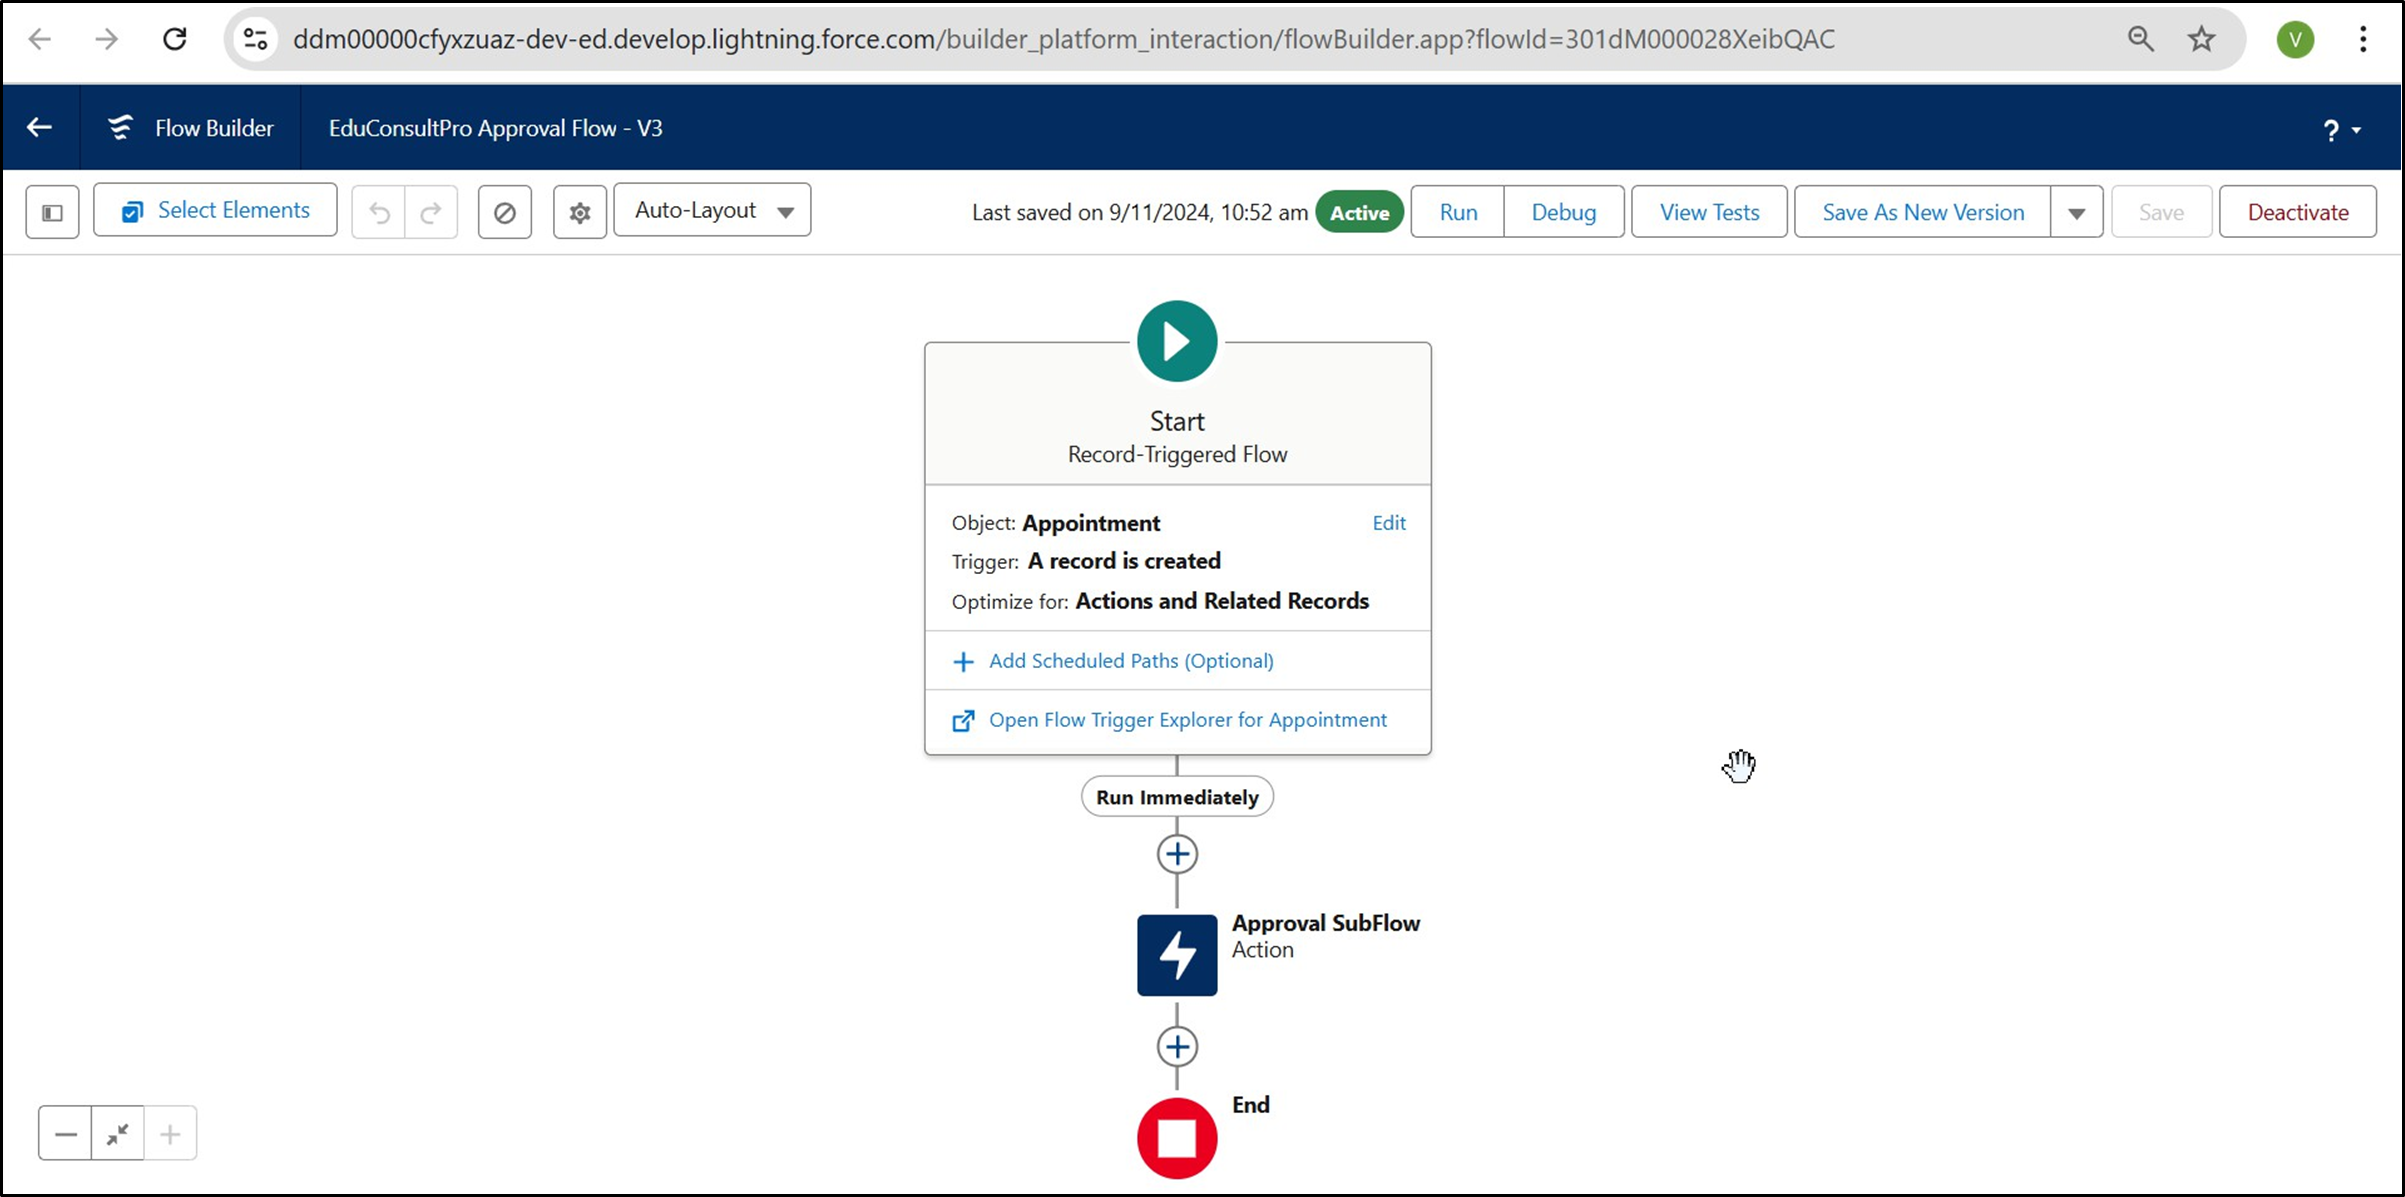 ddm00000cfyxzuaz-dev-ed.develop.lightning.force.com/builder_platform_interaction/flowBuilder.app?flowId=301dM000028XeibQAC
V
Flow Builder
EduConsultPro Approval Flow - V3
?
Select Elements
Auto-Layout
Last saved on 9/11/2024, 10:52 am
Active
Run
Debug
View Tests
Save As New Version
Save
Deactivate
Start
Record-Triggered Flow
Object: Appointment
Edit
Trigger: A record is created
Optimize for: Actions and Related Records
Add Scheduled Paths (Optional)
Open Flow Trigger Explorer for Appointment
Run Immediately
Approval SubFlow
Action
End